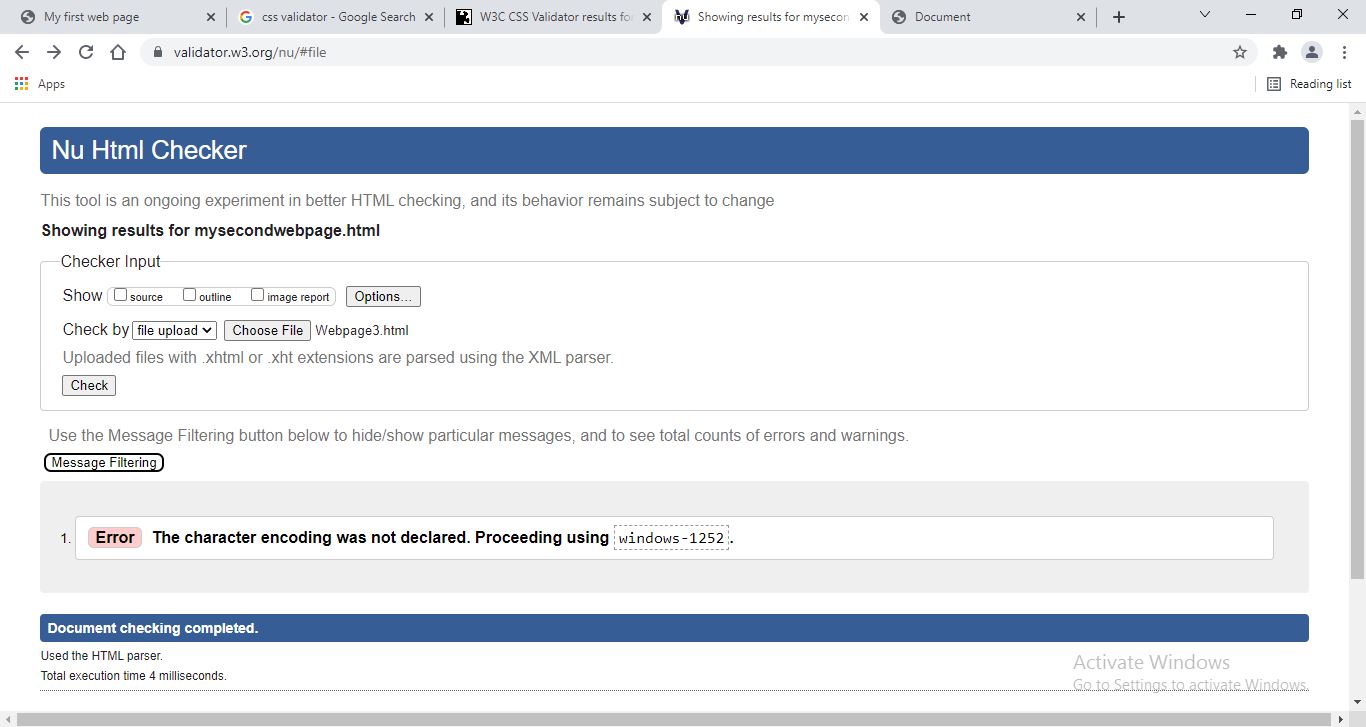 My first web page
css validator - Google Search
W3C CSS Validator results for
Showing results for mysecon
Document
validator.w3.org/nu/#file
Apps
Reading list
Nu Html Checker
This tool is an ongoing experiment in better HTML checking, and its behavior remains subject to change
Showing results for mysecondwebpage.html
Checker Input
Show source outline image report Options...
Check by file upload Choose File Webpage3.html
Uploaded files with .xhtml or .xht extensions are parsed using the XML parser.
Check
Use the Message Filtering button below to hide/show particular messages, and to see total counts of errors and warnings.
Message Filtering
1. Error The character encoding was not declared. Proceeding using windows-1252.
Document checking completed.
Used the HTML parser.
Total execution time 4 milliseconds.
Activate Windows
Go to Settings to activate Windows.